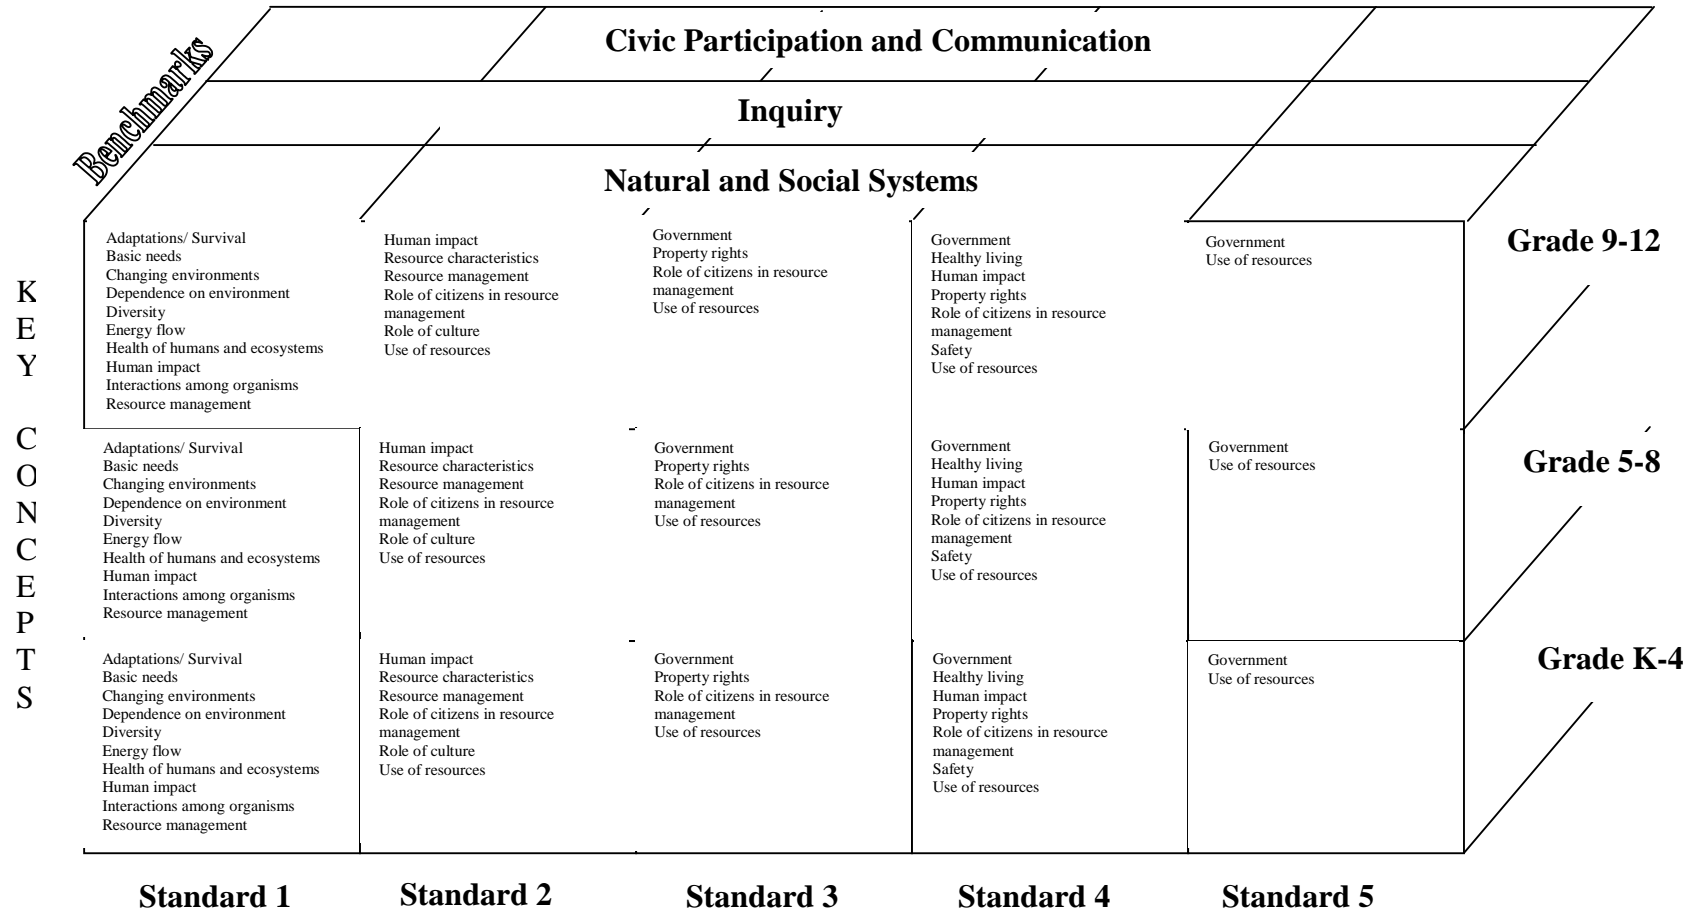 Benchmarks
Civic Participation and Communication
Inquiry
Natural and Social Systems
KEY CONCEPTS
Adaptations/ Survival
Basic needs
Changing environments
Dependence on environment
Diversity
Energy flow
Health of humans and ecosystems
Human impact
Interactions among organisms
Resource management
Human impact
Resource characteristics
Resource management
Role of citizens in resource
management
Role of culture
Use of resources
Government
Property rights
Role of citizens in resource
management
Use of resources
Government
Healthy living
Human impact
Property rights
Role of citizens in resource
management
Safety
Use of resources
Government
Use of resources
Grade 9-12
Adaptations/ Survival
Basic needs
Changing environments
Dependence on environment
Diversity
Energy flow
Health of humans and ecosystems
Human impact
Interactions among organisms
Resource management
Human impact
Resource characteristics
Resource management
Role of citizens in resource
management
Role of culture
Use of resources
Government
Property rights
Role of citizens in resource
management
Use of resources
Government
Healthy living
Human impact
Property rights
Role of citizens in resource
management
Safety
Use of resources
Government
Use of resources
Grade 5-8
Adaptations/ Survival
Basic needs
Changing environments
Dependence on environment
Diversity
Energy flow
Health of humans and ecosystems
Human impact
Interactions among organisms
Resource management
Human impact
Resource characteristics
Resource management
Role of citizens in resource
management
Role of culture
Use of resources
Government
Property rights
Role of citizens in resource
management
Use of resources
Government
Healthy living
Human impact
Property rights
Role of citizens in resource
management
Safety
Use of resources
Government
Use of resources
Grade K-4
Standard 1
Standard 2
Standard 3
Standard 4
Standard 5